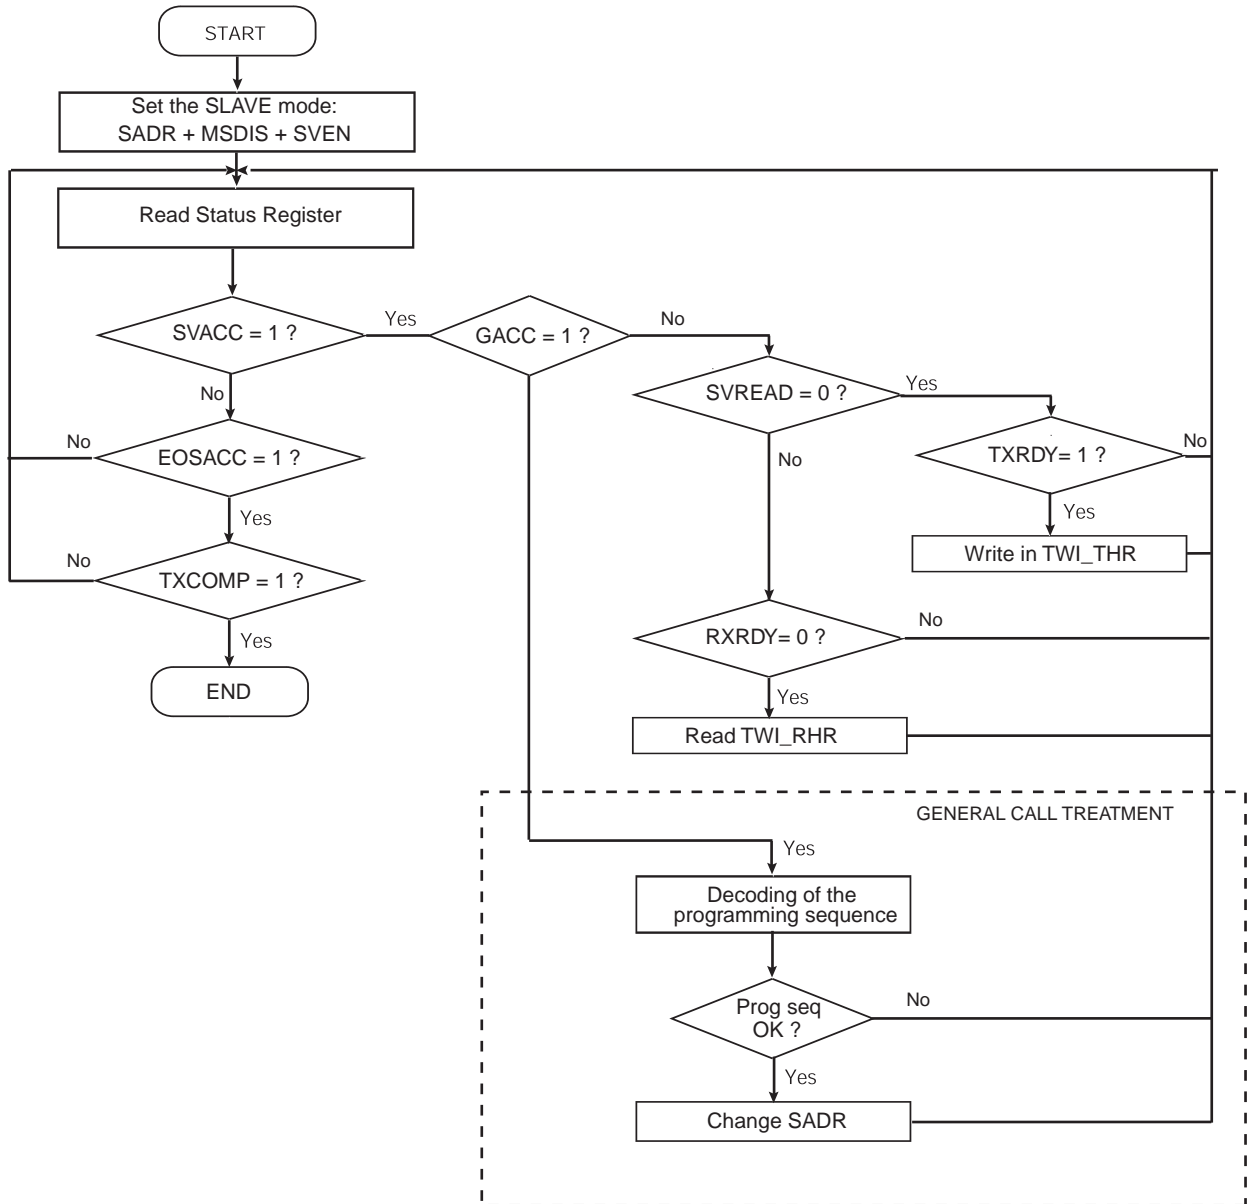 START
Set the SLAVE mode:
SADR + MSDIS + SVEN
Read Status Register
SVACC = 1 ?
Yes
GACC = 1 ?
No
No
SVREAD = 0 ?
Yes
No
EOSACC = 1 ?
No
TXRDY= 1 ?
No
Yes
Yes
Write in TWI_THR
No
TXCOMP = 1 ?
Yes
RXRDY= 0 ?
No
END
Yes
Read TWI_RHR
GENERAL CALL TREATMENT
Yes
Decoding of the
programming sequence
Prog seq
OK ?
No
Yes
Change SADR